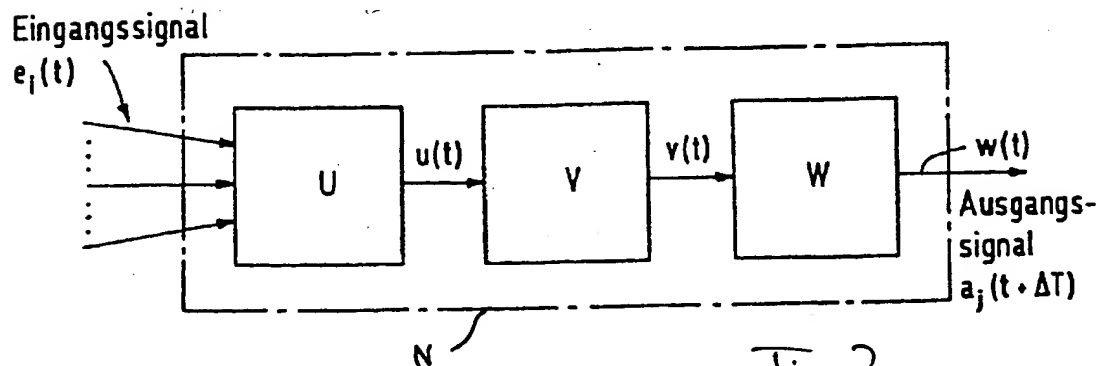 Eingangssignal
e_i(t)
U
u(t)
V
v(t)
W
w(t)
Ausgangs-
signal
a_j(t+ΔT)
N